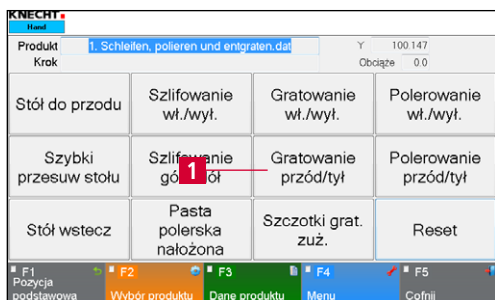 KNECHT
Hand
Produkt 1. Schleifen, polieren und entgraten.dat Y 100.147
Krok Obciąże 0.0
Stół do przodu
Szlifowanie
wł./wył.
Gratowanie
wł./wył.
Polerowanie
wł./wył.
Szybki
przesuw stołu
Szlifowanie
1
Gratowanie
przód/tył
Polerowanie
przód/tył
Stół wstecz
Pasta
polerska
nałożona
Szczotki grat.
zuż.
Reset
F1
Pozycja
podstawowa
F2
Wybór produktu
F3
Dane produktu
F4
Menu
F5
Cofnij